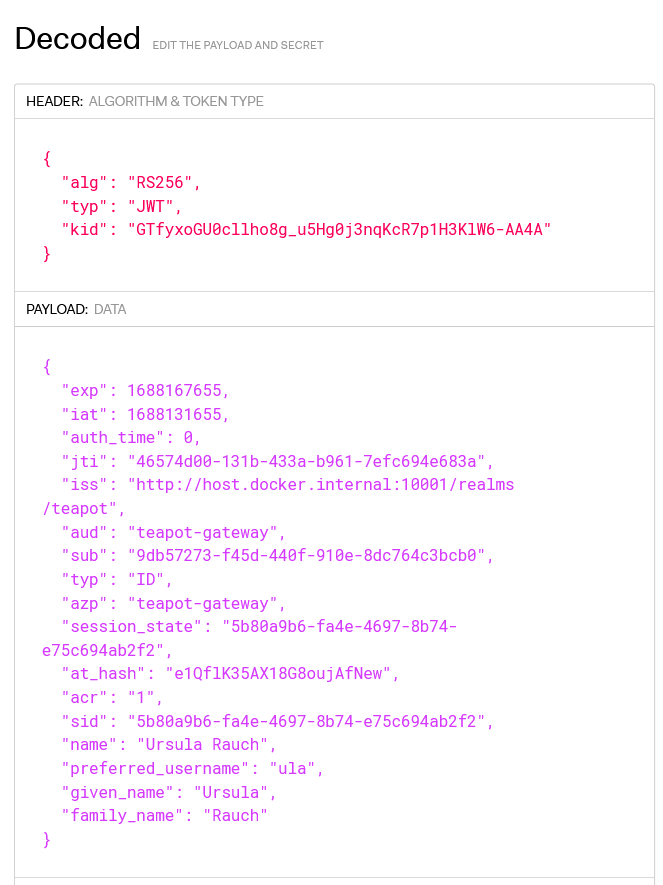 Decoded EDIT THE PAYLOAD AND SECRET
HEADER: ALGORITHM & TOKEN TYPE
{
"alg": "RS256",
"typ": "JWT",
"kid": "GTfyxoGU0cllho8g_u5Hg0j3nqKcR7p1H3KlW6-AA4A"
}
PAYLOAD: DATA
{
"exp": 1688167655,
"iat": 1688131655,
"auth_time": 0,
"jti": "46574d00-131b-433a-b961-7efc694e683a",
"iss": "http://host.docker.internal:10001/realms
/teapot",
"aud": "teapot-gateway",
"sub": "9db57273-f45d-440f-910e-8dc764c3bcb0",
"typ": "ID",
"azp": "teapot-gateway",
"session_state": "5b80a9b6-fa4e-4697-8b74-
e75c694ab2f2",
"at_hash": "e1QflK35AX18G8oujAfNew",
"acr": "1",
"sid": "5b80a9b6-fa4e-4697-8b74-e75c694ab2f2",
"name": "Ursula Rauch",
"preferred_username": "ula",
"given_name": "Ursula",
"family_name": "Rauch"
}